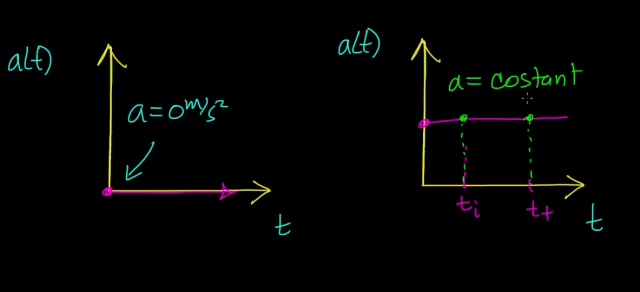 a(t)
a = 0 m/s²
t
a(t)
a = costant
tᵢ
t₊
t